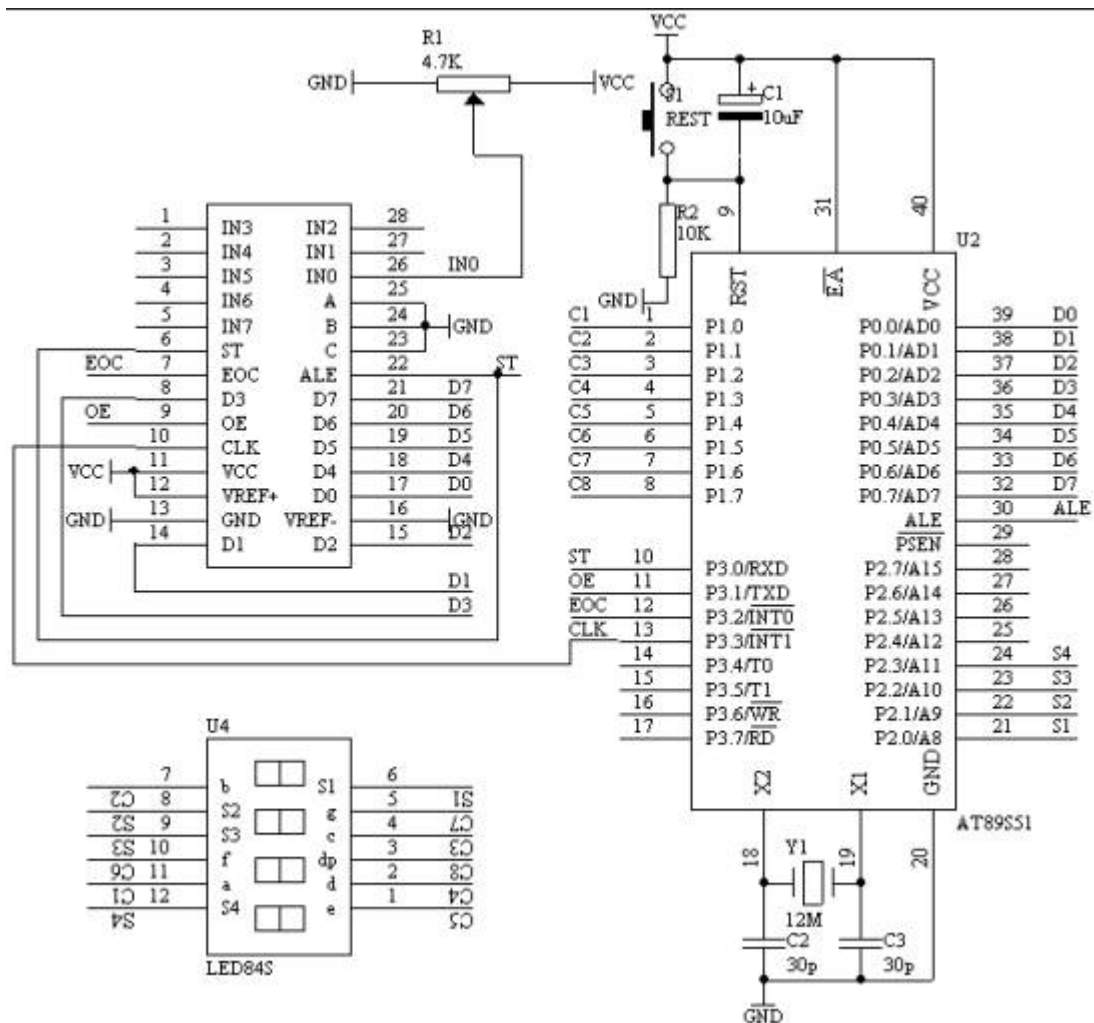 VCC
R1
4.7K
GND
VCC
S1
REST
+
C1
10uF
R2
10K
GND
9
31
40
U2
1 IN3 IN2 28
2 IN4 IN1 27
3 IN5 IN0 26 IN0
4 IN6 A 25
5 IN7 B 24 GND
6 ST C 23
EOC 7 EOC ALE 22 ST
8 D3 D7 21 D7
OE 9 OE D6 20 D6
10 CLK D5 19 D5
VCC 11 VCC D4 18 D4
12 VREF+ D0 17 D0
GND 13 GND VREF- 16 GND
14 D1 D2 15 D2
D1
D3
RST EA VCC
C1 1 P1.0 P0.0/AD0 39 D0
C2 2 P1.1 P0.1/AD1 38 D1
C3 3 P1.2 P0.2/AD2 37 D2
C4 4 P1.3 P0.3/AD3 36 D3
C5 5 P1.4 P0.4/AD4 35 D4
C6 6 P1.5 P0.5/AD5 34 D5
C7 7 P1.6 P0.6/AD6 33 D6
C8 8 P1.7 P0.7/AD7 32 D7
ALE 30 ALE
PSEN 29
ST 10 P3.0/RXD P2.7/A15 28
OE 11 P3.1/TXD P2.6/A14 27
EOC 12 P3.2/INT0 P2.5/A13 26
CLK 13 P3.3/INT1 P2.4/A12 25
14 P3.4/T0 P2.3/A11 24 S4
15 P3.5/T1 P2.2/A10 23 S3
16 P3.6/WR P2.1/A9 22 S2
17 P3.7/RD P2.0/A8 21 S1
X2 X1 GND
AT89S51
18
Y1
19
20
12M
C2
30p
C3
30p
GND
U4
7 b S1 6
C2 8 S2 g 5 S1
S2 9 S3 c 4 C7
S3 10 f dp 3 C3
C6 11 a d 2 C8
C1 12 S4 e 1 C4
S4 C5
LED84S